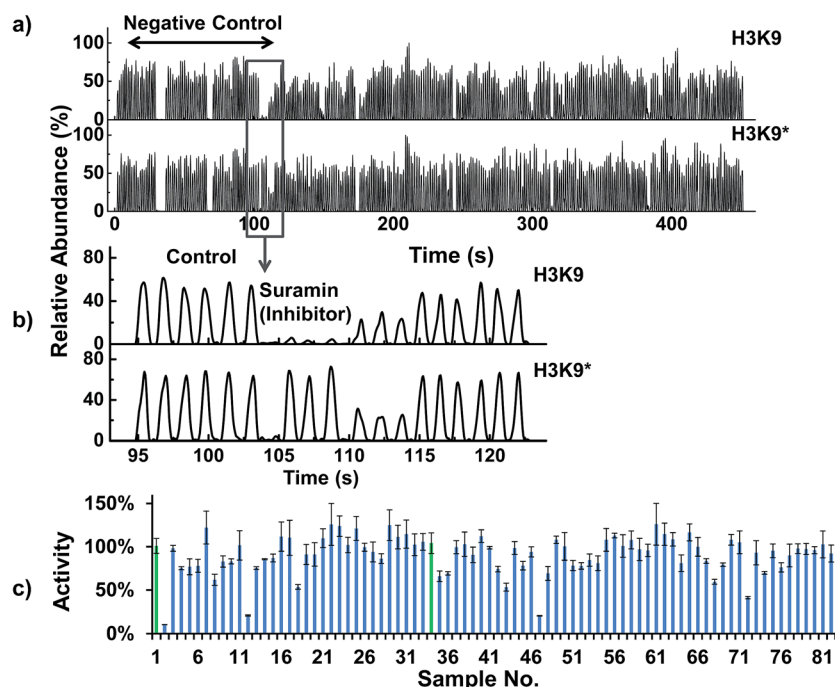 a)
Negative Control
H3K9
100
50
0
H3K9*
100
50
0
0 100 200 300 400
Time (s)
Relative Abundance (%)
b)
Control
Suramin
(Inhibitor)
H3K9
80
40
0
H3K9*
80
40
0
95 100 105 110 115 120
Time (s)
c)
Activity
150%
100%
50%
0%
1 6 11 16 21 26 31 36 41 46 51 56 61 66 71 76 81
Sample No.